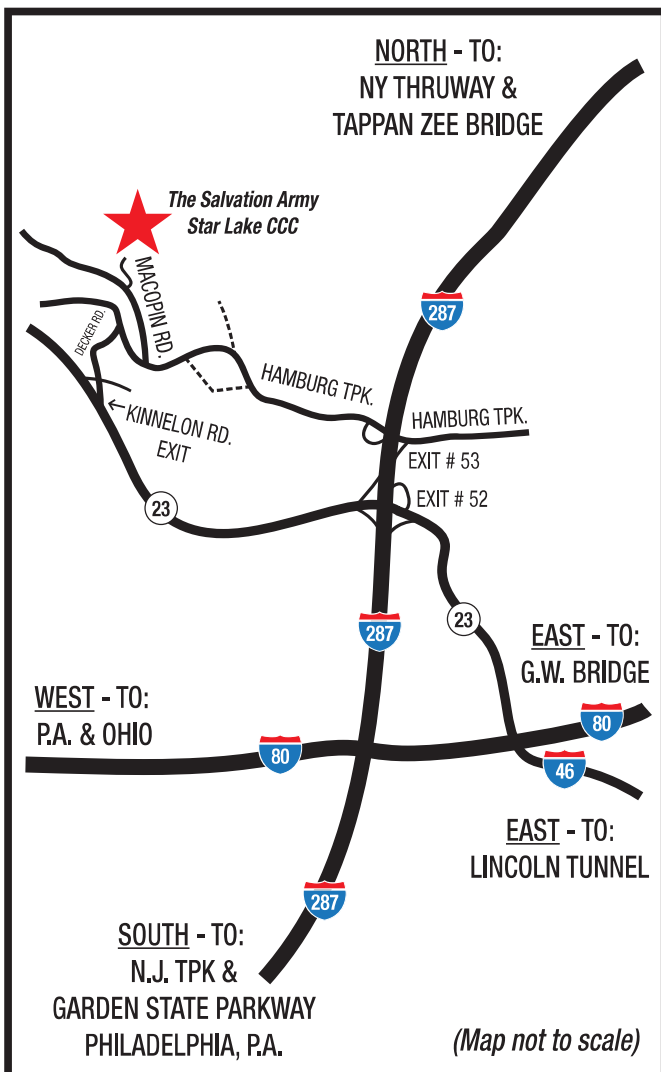 NORTH - TO:
NY THRUWAY &
TAPPAN ZEE BRIDGE
The Salvation Army
Star Lake CCC
287
MACOPIN RD.
DECKER RD.
HAMBURG TPK.
HAMBURG TPK.
←KINNELON RD.
EXIT
EXIT # 53
EXIT # 52
23
23
287
EAST - TO:
G.W. BRIDGE
WEST - TO:
P.A. & OHIO
80
80
46
EAST - TO:
LINCOLN TUNNEL
287
SOUTH - TO:
N.J. TPK &
GARDEN STATE PARKWAY
PHILADELPHIA, P.A.
(Map not to scale)